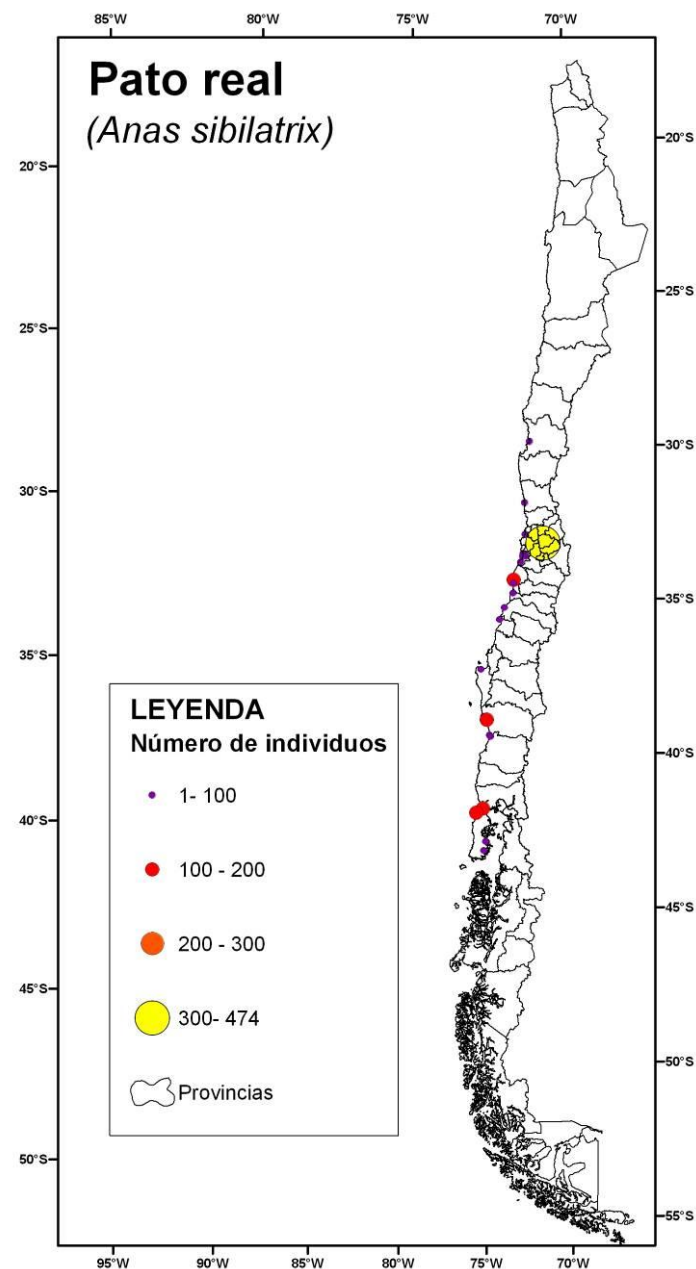 85°W 80°W 75°W 70°W
Pato real
(Anas sibilatrix)
20°S
20°S
25°S
25°S
30°S
30°S
35°S
35°S
40°S
40°S
45°S
45°S
50°S
50°S
55°S
LEYENDA
Número de individuos
1- 100
100 - 200
200 - 300
300- 474
Provincias
95°W 90°W 85°W 80°W 75°W 70°W